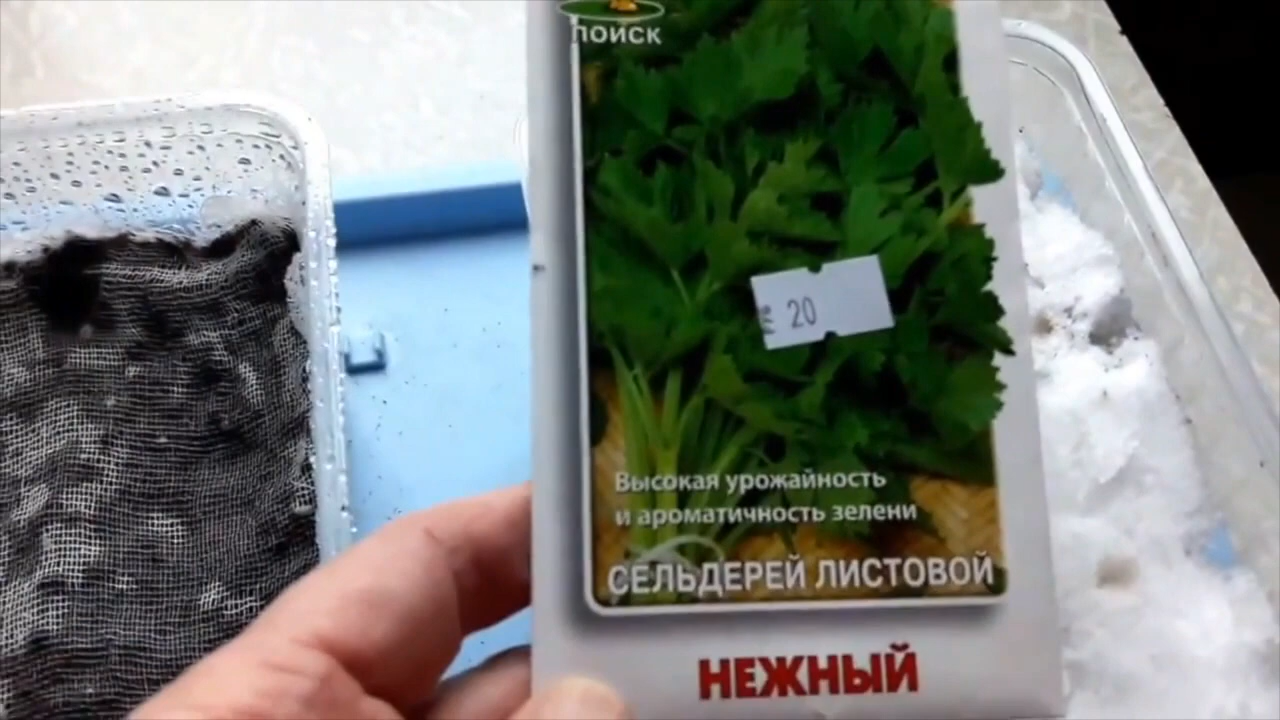 ПОИСК
20
Высокая урожайность
и ароматичность зелени
СЕЛЬДЕРЕЙ ЛИСТОВОЙ
НЕЖНЫЙ